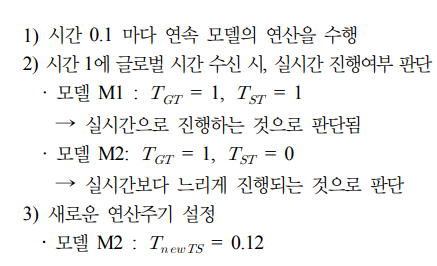 1) 시간 0.1 마다 연속 모델의 연산을 수행
2) 시간 1에 글로벌 시간 수신 시, 실시간 진행여부 판단
· 모델 M1 : T_GT = 1, T_ST = 1
→ 실시간으로 진행하는 것으로 판단됨
· 모델 M2: T_GT = 1, T_ST = 0
→ 실시간보다 느리게 진행되는 것으로 판단
3) 새로운 연산주기 설정
· 모델 M2 : T_newTS = 0.12